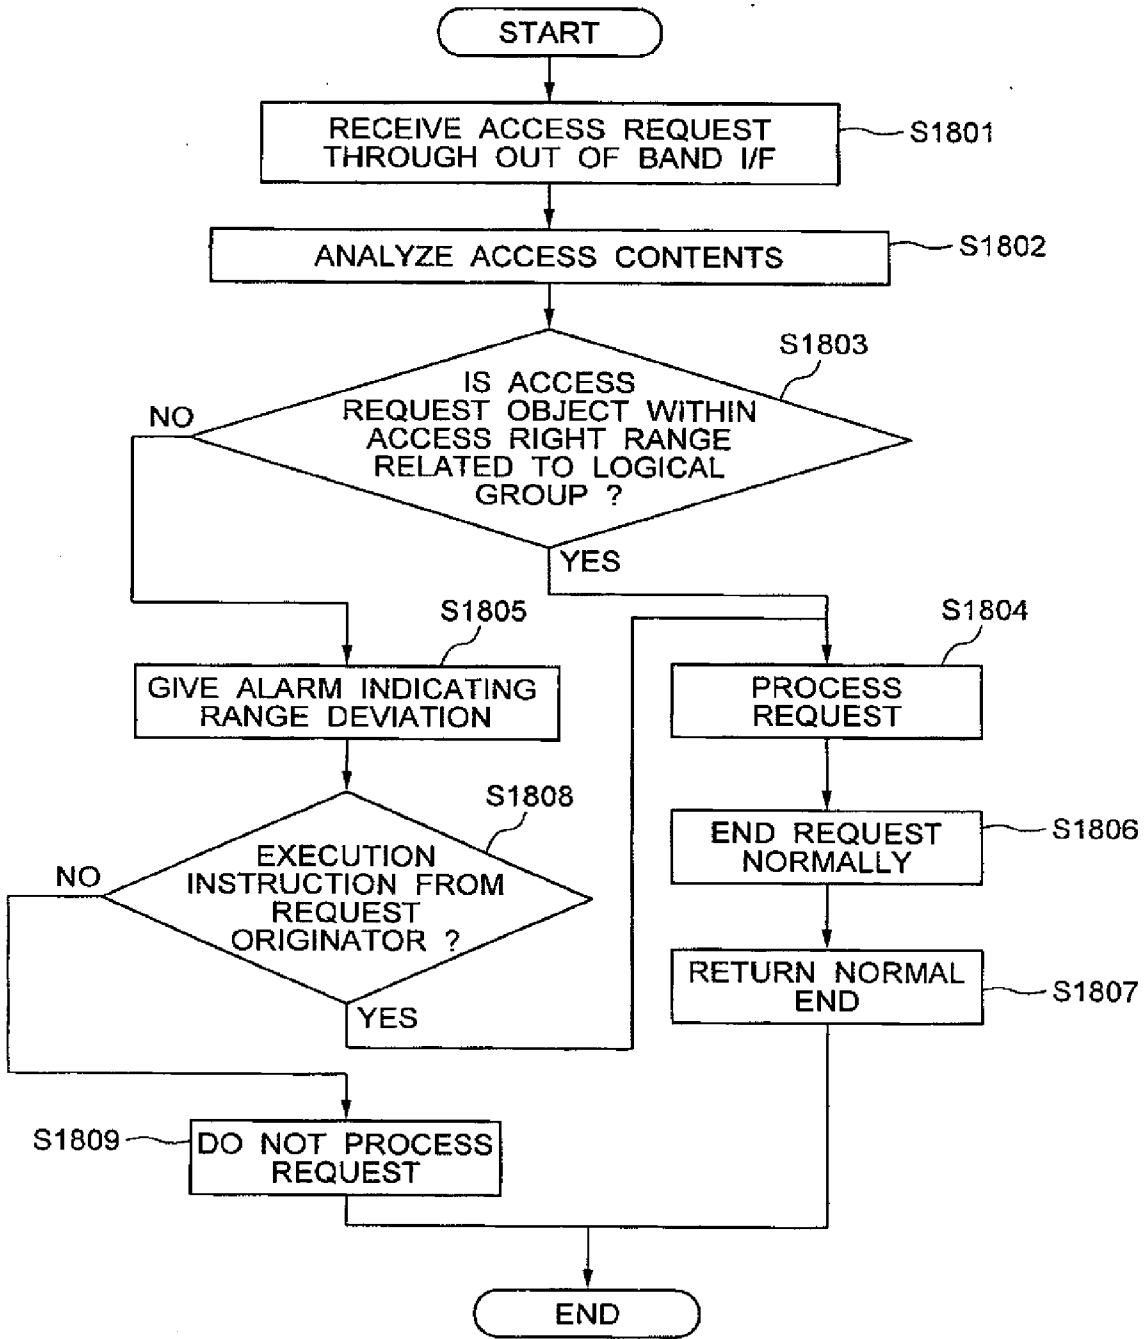 START
RECEIVE ACCESS REQUEST
THROUGH OUT OF BAND I/F
S1801
ANALYZE ACCESS CONTENTS
S1802
S1803
IS ACCESS
REQUEST OBJECT WITHIN
ACCESS RIGHT RANGE
RELATED TO LOGICAL
GROUP ?
NO
YES
S1805
GIVE ALARM INDICATING
RANGE DEVIATION
S1804
PROCESS
REQUEST
S1808
EXECUTION
INSTRUCTION FROM
REQUEST
ORIGINATOR ?
NO
YES
END REQUEST
NORMALLY
S1806
RETURN NORMAL
END
S1807
S1809
DO NOT PROCESS
REQUEST
END